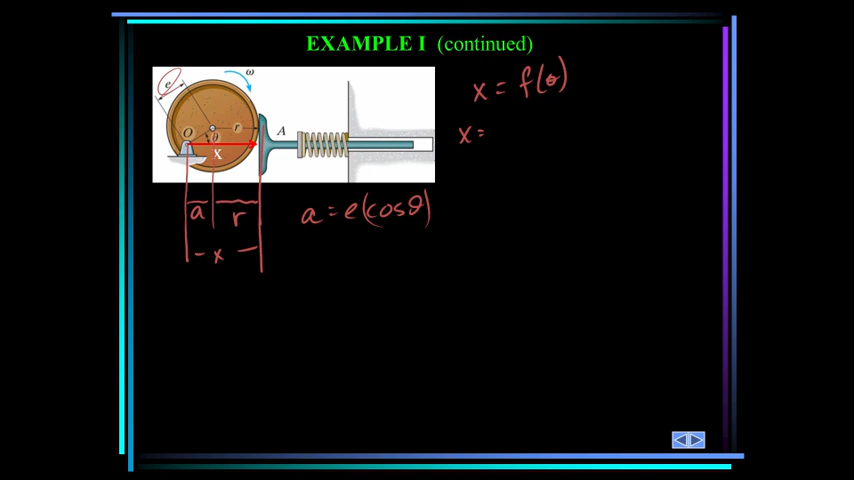 EXAMPLE I (continued)
e
ω
x = f(θ)
O
θ
r
A
x =
X
a
r
a = e(cosθ)
- x -